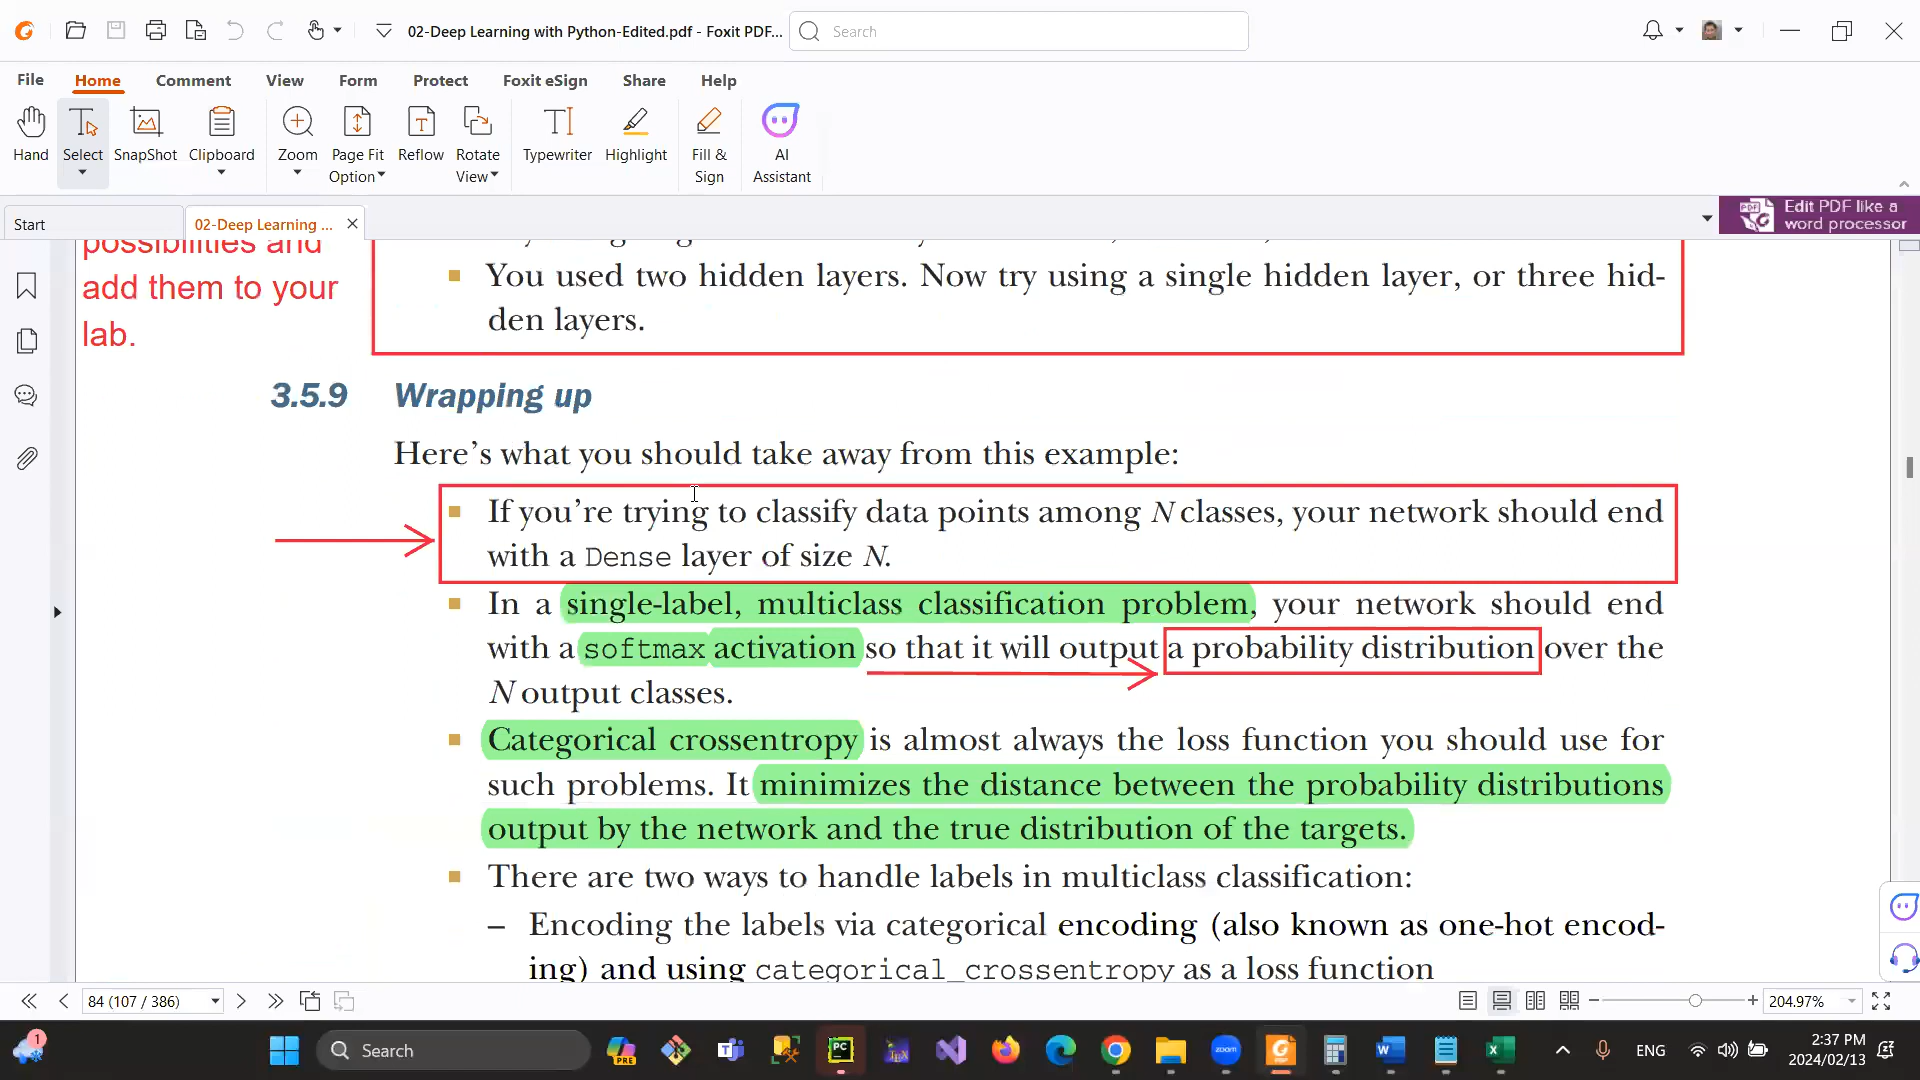 02-Deep Learning with Python-Edited.pdf - Foxit PDF...
Search
File
Home
Comment
View
Form
Protect
Foxit eSign
Share
Help
Hand
Select
SnapShot
Clipboard
Zoom
Page Fit
Option
Reflow
Rotate
View
Typewriter
Highlight
Fill &
Sign
AI
Assistant
Start
02-Deep Learning ...
Edit PDF like a
word processor
possibilities and
add them to your
lab.
You used two hidden layers. Now try using a single hidden layer, or three hid-
den layers.
3.5.9 Wrapping up
Here's what you should take away from this example:
If you're trying to classify data points among N classes, your network should end
with a Dense layer of size N.
In a single-label, multiclass classification problem, your network should end
with a softmax activation so that it will output a probability distribution over the
N output classes.
Categorical crossentropy is almost always the loss function you should use for
such problems. It minimizes the distance between the probability distributions
output by the network and the true distribution of the targets.
There are two ways to handle labels in multiclass classification:
– Encoding the labels via categorical encoding (also known as one-hot encod-
ing) and using categorical_crossentropy as a loss function
84 (107 / 386)
204.97%
1
Search
PRE
PC
TEX
zoom
ENG
2:37 PM
2024/02/13